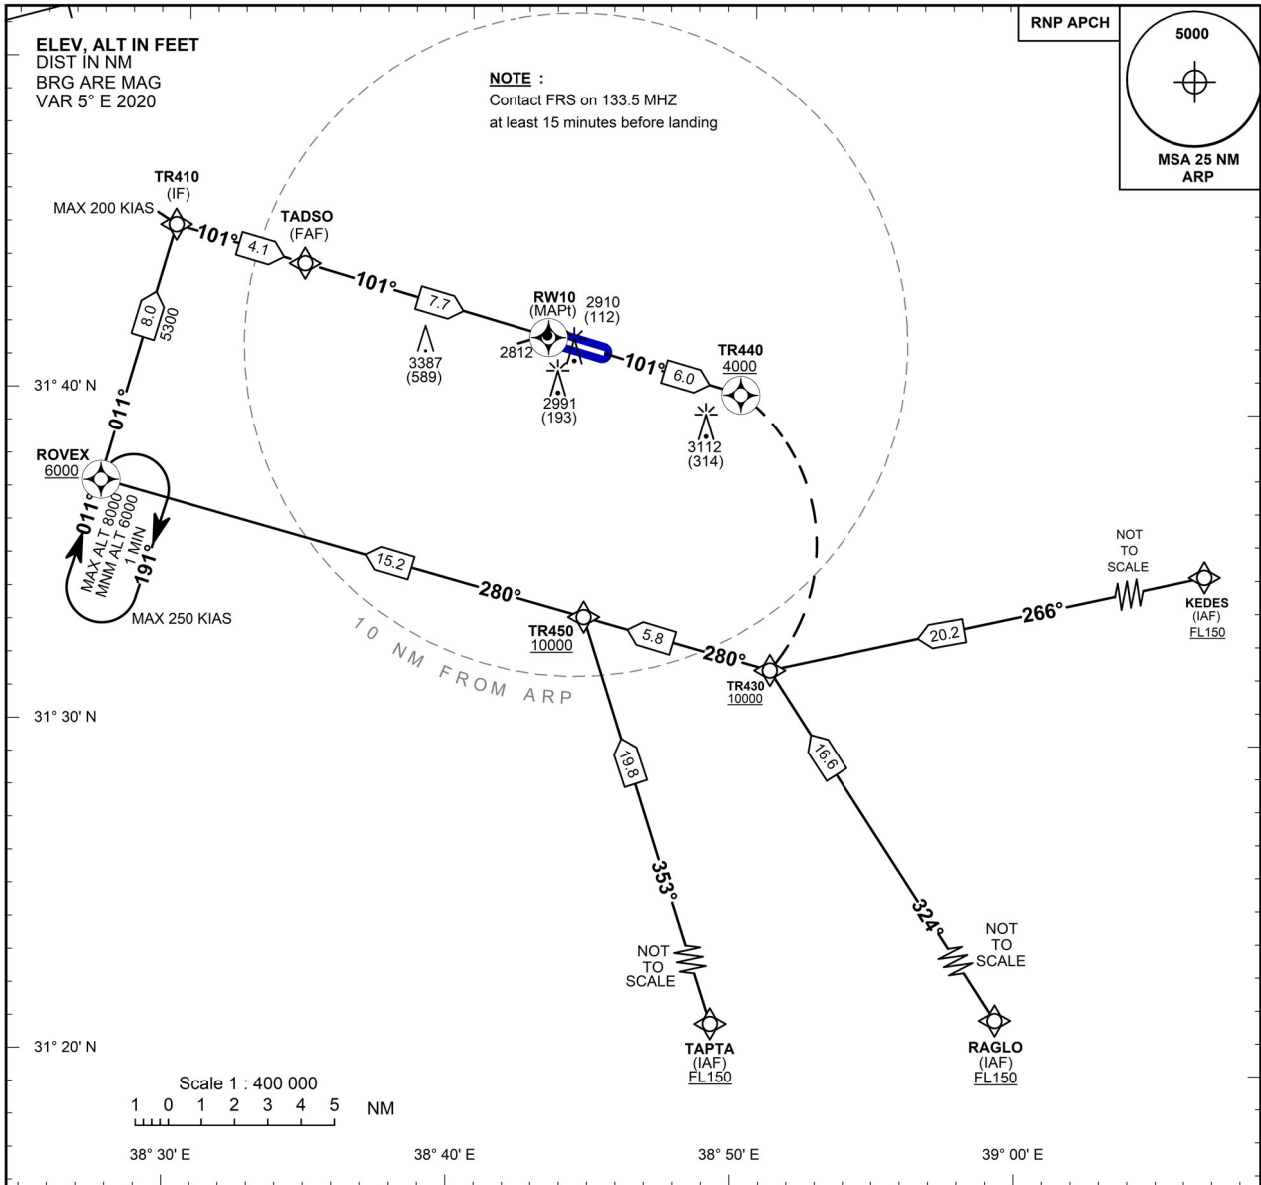 RNP APCH
5000
MSA 25 NM
ARP
ELEV, ALT IN FEET
DIST IN NM
BRG ARE MAG
VAR 5° E 2020
NOTE :
Contact FRS on 133.5 MHZ
at least 15 minutes before landing
TR410
(IF)
MAX 200 KIAS
101°
4.1
TADSO
(FAF)
101°
7.7
RW10
(MAPt)
2910
(112)
2812
3387
(589)
2991
(193)
101°
6.0
TR440
4000
3112
(314)
8.0
5300
011°
31° 40' N
ROVEX
6000
011°
MAX ALT 8000
MNM ALT 6000
1 MIN
191°
MAX 250 KIAS
15.2
280°
TR450
10000
5.8
280°
TR430
10000
20.2
266°
NOT
TO
SCALE
KEDES
(IAF)
FL150
10 NM FROM ARP
31° 30' N
19.8
353°
NOT
TO
SCALE
TAPTA
(IAF)
FL150
16.6
324°
NOT
TO
SCALE
RAGLO
(IAF)
FL150
31° 20' N
Scale 1 : 400 000
1 0 1 2 3 4 5 NM
38° 30' E 38° 40' E 38° 50' E 39° 00' E